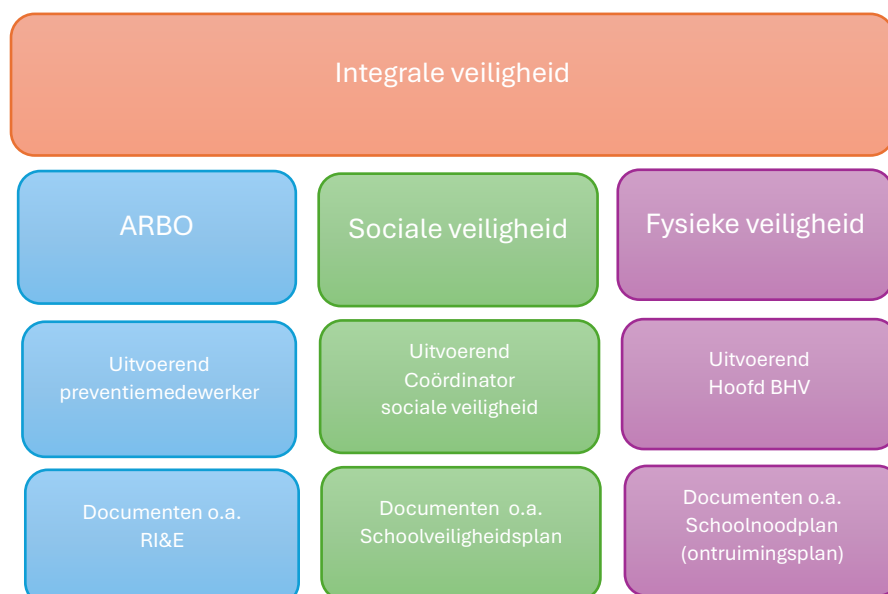 Integrale veiligheid
ARBO
Sociale veiligheid
Fysieke veiligheid
Uitvoerend
preventiemedewerker
Uitvoerend
Coördinator
sociale veiligheid
Uitvoerend
Hoofd BHV
Documenten o.a.
RI&E
Documenten o.a.
Schoolveiligheidsplan
Documenten o.a.
Schoolnoodplan
(ontruimingsplan)